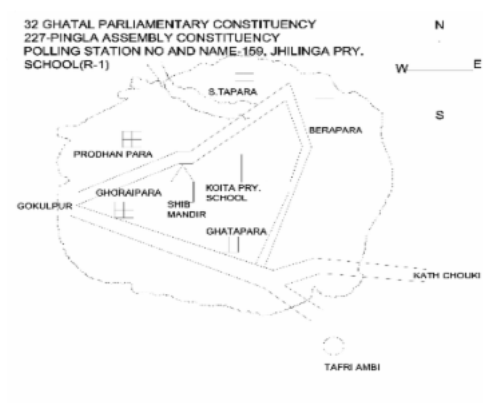 32 GHATAL PARLIAMENTARY CONSTITUENCY
227-PINGLA ASSEMBLY CONSTITUENCY
POLLING STATION NO AND NAME-159, JHILINGA PRY.
SCHOOL(R-1)
N
W
E
S
S.TAPARA
BERAPARA
PRODHAN PARA
GHORAIPARA
KOITA PRY.
SCHOOL
GOKULPUR
SHIB
MANDIR
GHATAPARA
KATH CHOUKI
TAFRI AMBI